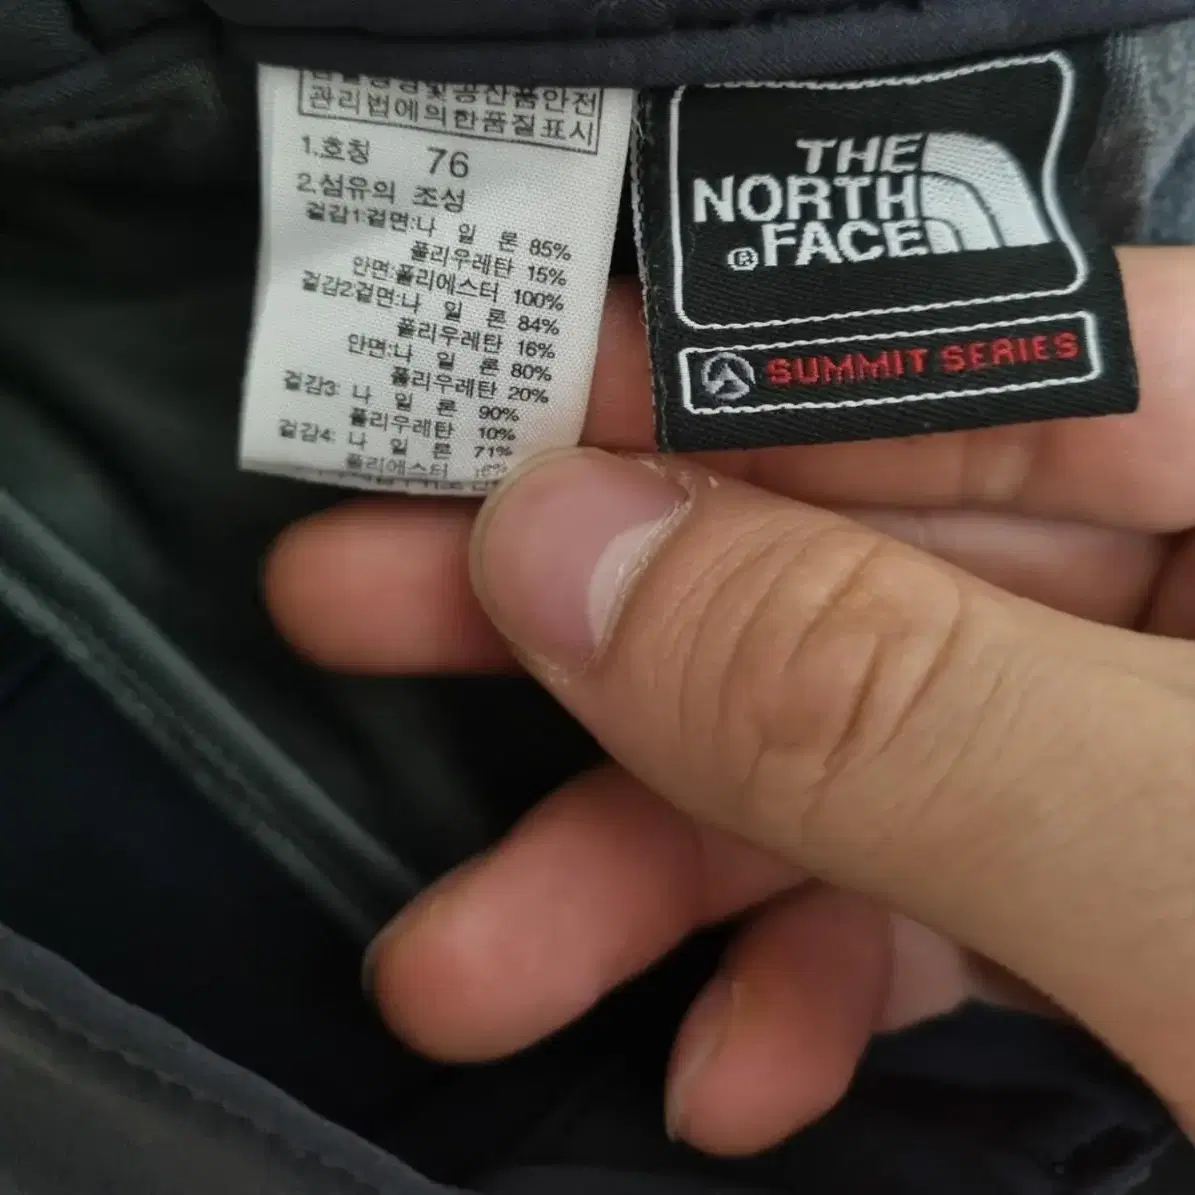 관리법에의한품질표시
1.호칭 76
2.섬유의 조성
겉감1:겉면:나 일 론 85%
폴리우레탄 15%
안면:폴리에스터 100%
겉감2:겉면:나 일 론 84%
폴리우레탄 16%
안면:나 일 론 80%
폴리우레탄 20%
겉감3: 나 일 론 90%
폴리우레탄 10%
겉감4: 나 일 론 71%
폴리에스터
THE
NORTH
FACE
®
SUMMIT SERIES